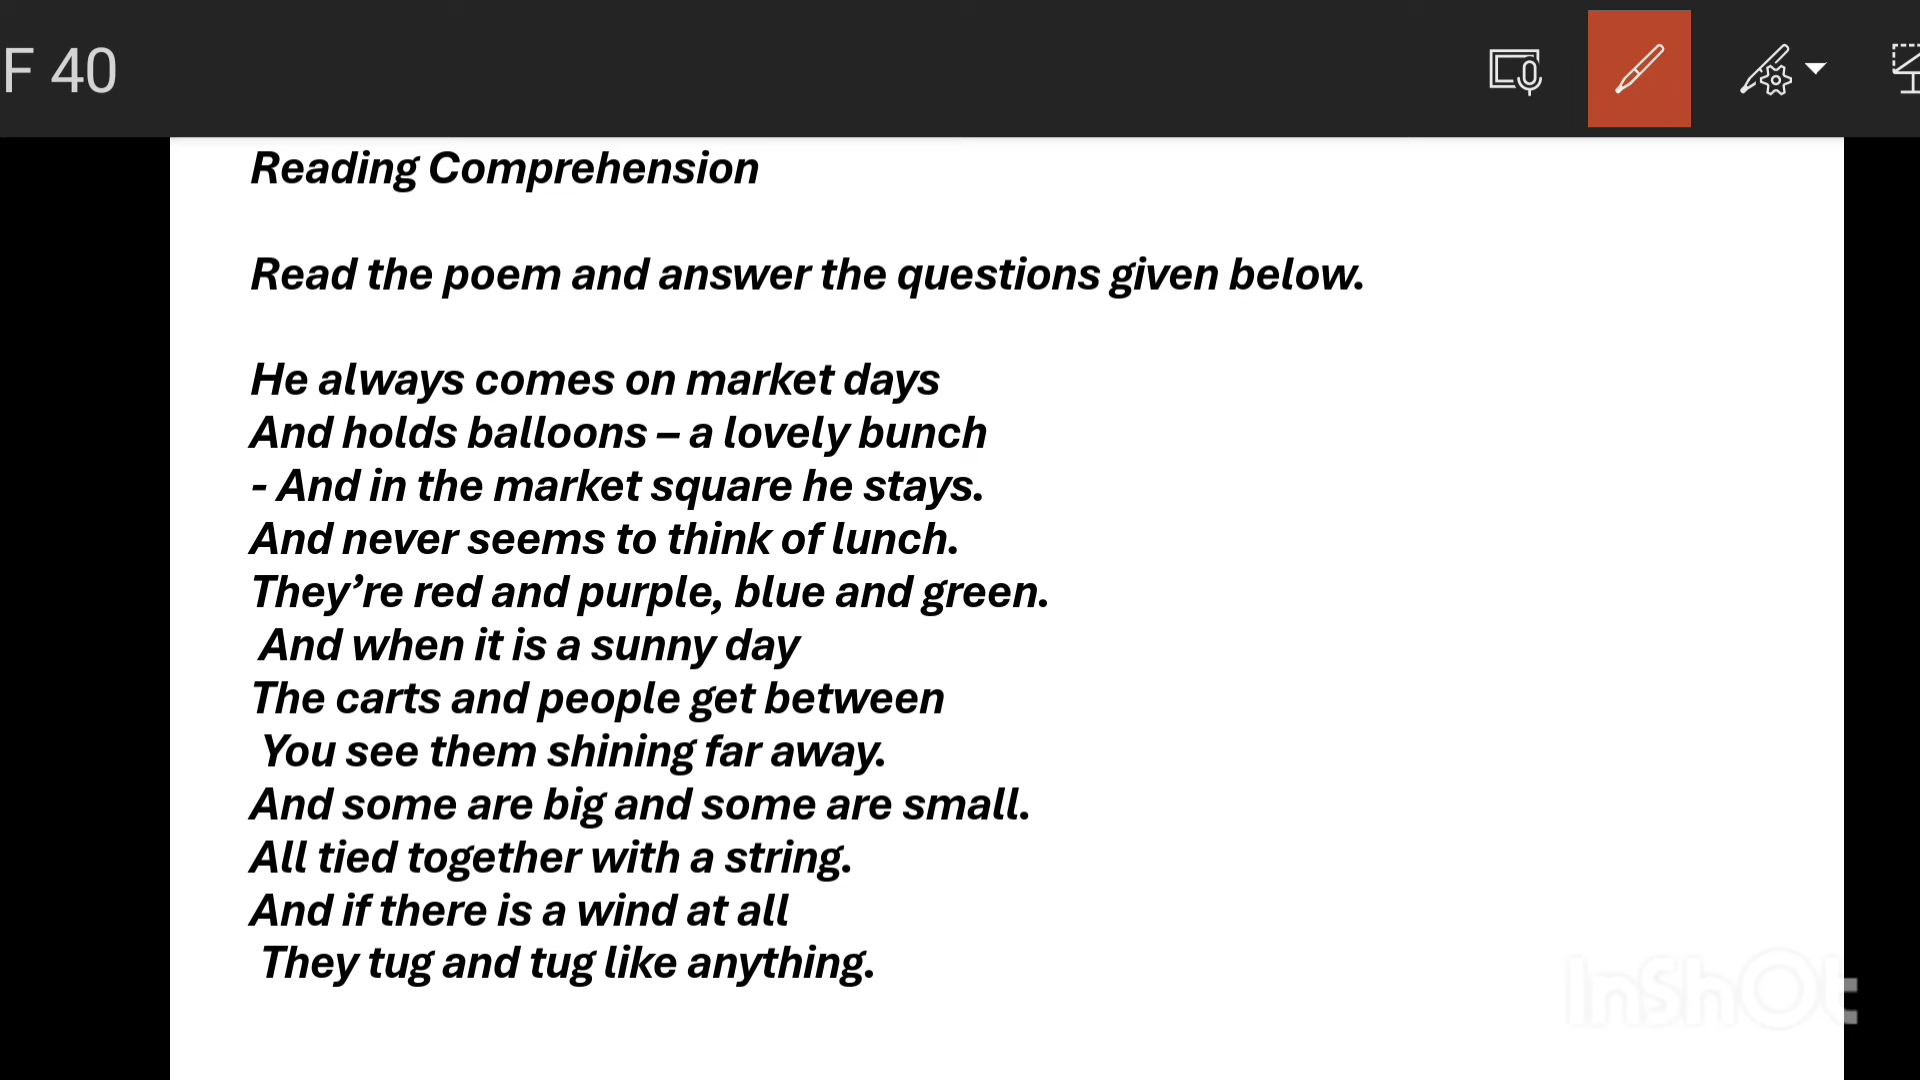 F 40
Reading Comprehension
Read the poem and answer the questions given below.
He always comes on market days
And holds balloons – a lovely bunch
- And in the market square he stays.
And never seems to think of lunch.
They’re red and purple, blue and green.
And when it is a sunny day
The carts and people get between
You see them shining far away.
And some are big and some are small.
All tied together with a string.
And if there is a wind at all
They tug and tug like anything.
InShOt